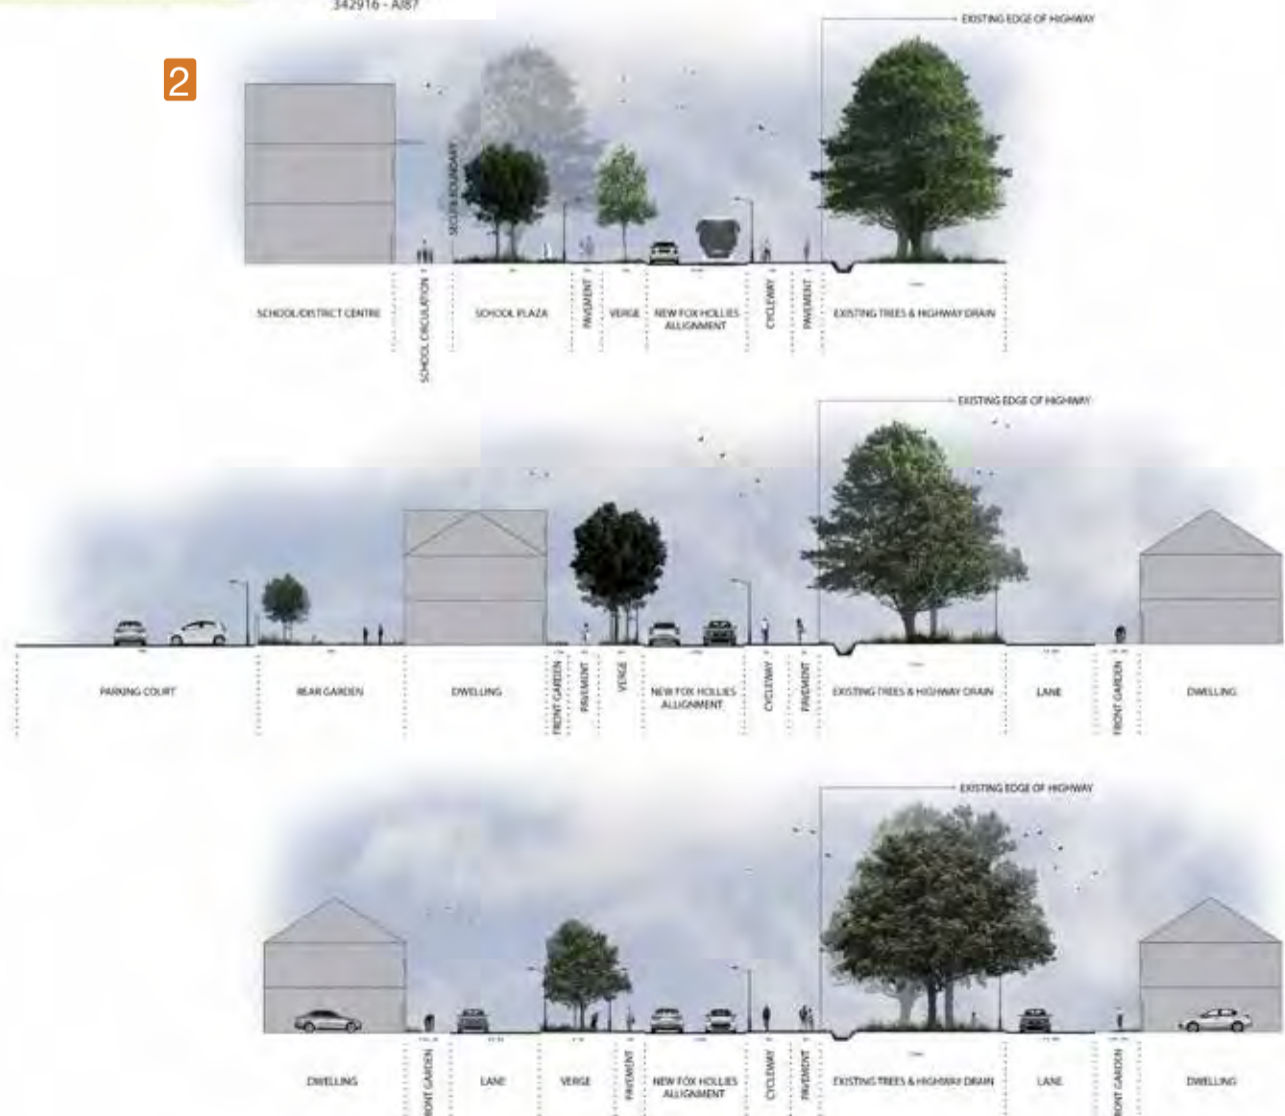 342916 - AJ87
EXISTING EDGE OF HIGHWAY
2
SECURE BOUNDARY
SCHOOL/DISTRICT CENTRE
SCHOOL CIRCULATION
SCHOOL PLAZA
PAVEMENT
VERGE
NEW FOX HOLLIES
ALLIGNMENT
CYCLEWAY
PAVEMENT
EXISTING TREES & HIGHWAY DRAIN
EXISTING EDGE OF HIGHWAY
PARKING COURT
REAR GARDEN
DWELLING
FRONT GARDEN
PAVEMENT
VERGE
NEW FOX HOLLIES
ALLIGNMENT
CYCLEWAY
PAVEMENT
EXISTING TREES & HIGHWAY DRAIN
LANE
FRONT GARDEN
DWELLING
EXISTING EDGE OF HIGHWAY
DWELLING
FRONT GARDEN
LANE
VERGE
PAVEMENT
NEW FOX HOLLIES
ALLIGNMENT
CYCLEWAY
PAVEMENT
EXISTING TREES & HIGHWAY DRAIN
LANE
FRONT GARDEN
DWELLING